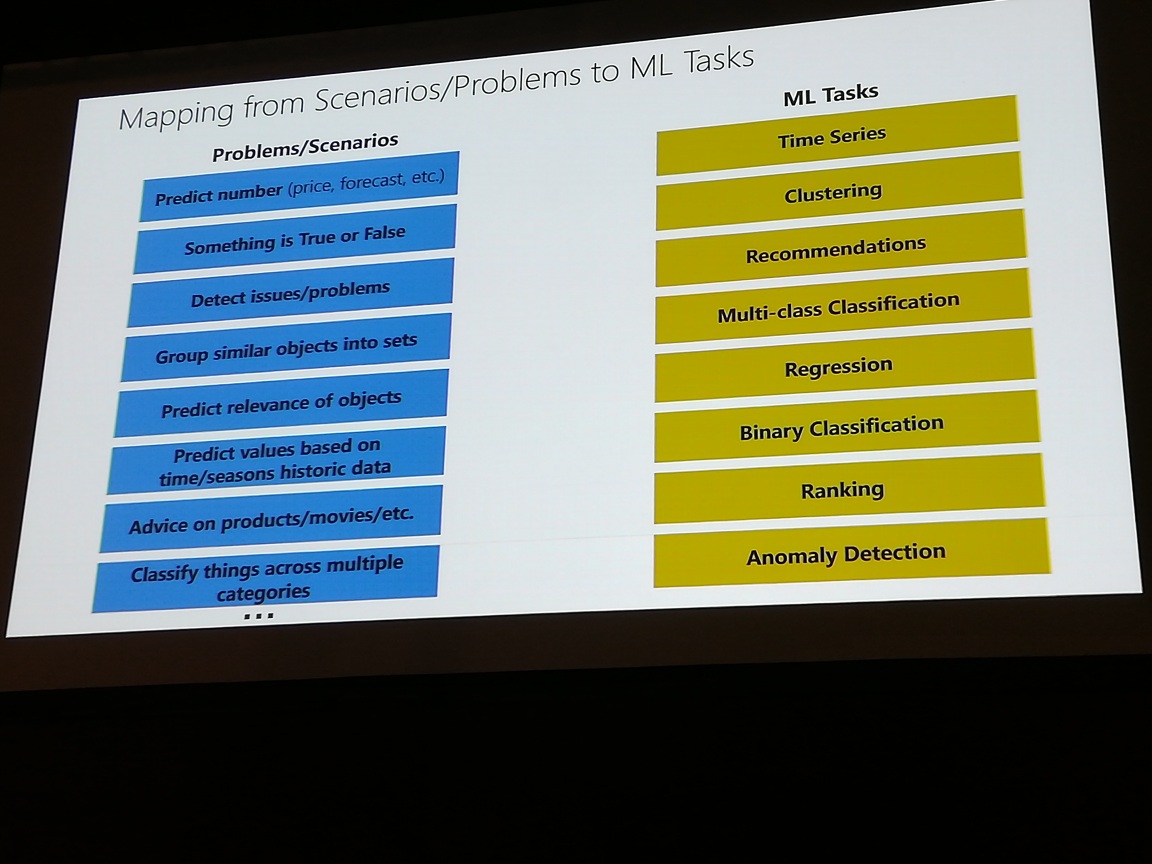 Mapping from Scenarios/Problems to ML Tasks
Problems/Scenarios
Predict number (price, forecast, etc.)
Something is True or False
Detect issues/problems
Group similar objects into sets
Predict relevance of objects
Predict values based on
time/seasons historic data
Advice on products/movies/etc.
Classify things across multiple
categories
...
ML Tasks
Time Series
Clustering
Recommendations
Multi-class Classification
Regression
Binary Classification
Ranking
Anomaly Detection